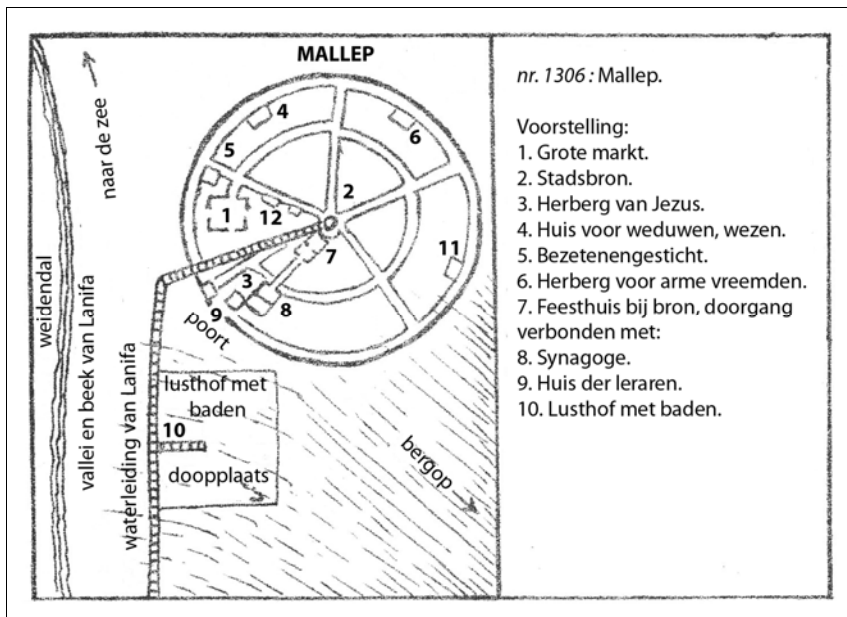 MALLEP
naar de zee
weidendal
vallei en beek van Lanifa
waterleiding van Lanifa
4
6
5
2
1
12
7
11
3
9
8
poort
lusthof met
baden
10
doopplaats
bergop
nr. 1306 : Mallep.
Voorstelling:
1. Grote markt.
2. Stadsbron.
3. Herberg van Jezus.
4. Huis voor weduwen, wezen.
5. Bezetenengesticht.
6. Herberg voor arme vreemden.
7. Feesthuis bij bron, doorgang
verbonden met:
8. Synagoge.
9. Huis der leraren.
10. Lusthof met baden.